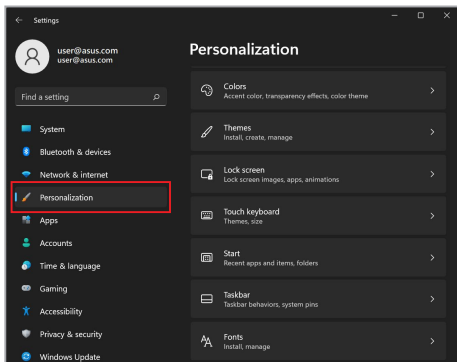 Settings
user@asus.com
user@asus.com
Find a setting
System
Bluetooth & devices
Network & internet
Personalization
Apps
Accounts
Time & language
Gaming
Accessibility
Privacy & security
Windows Update
Personalization
Colors
Accent color, transparency effects, color theme
Themes
Install, create, manage
Lock screen
Lock screen images, apps, animations
Touch keyboard
Themes, size
Start
Recent apps and items, folders
Taskbar
Taskbar behaviors, system pins
Fonts
Install, manage